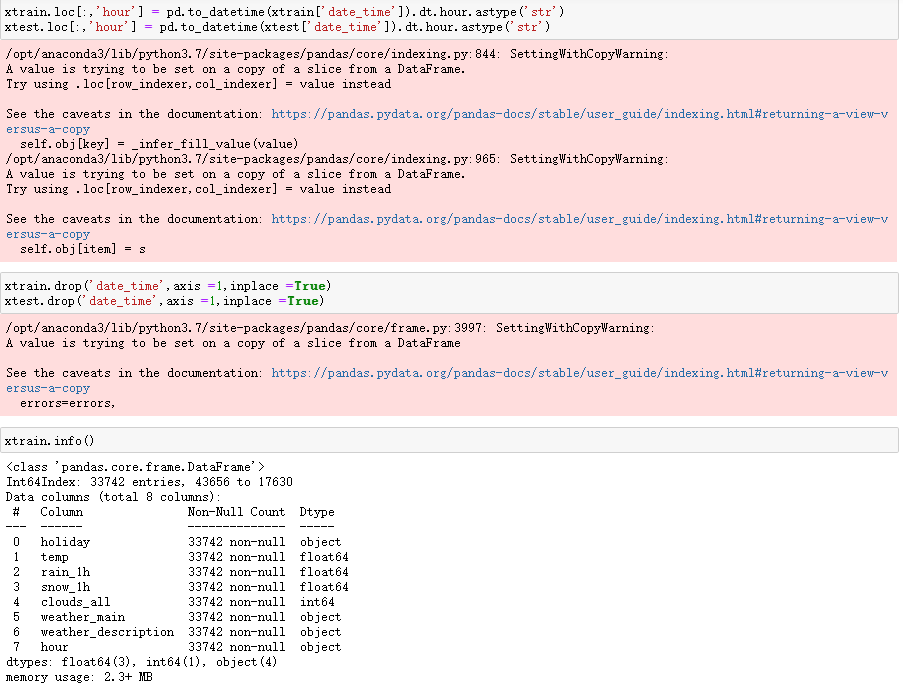 xtrain.loc[:,'hour'] = pd.to_datetime(xtrain['date_time']).dt.hour.astype('str')
xtest.loc[:,'hour'] = pd.to_datetime(xtest['date_time']).dt.hour.astype('str')
/opt/anaconda3/lib/python3.7/site-packages/pandas/core/indexing.py:844: SettingWithCopyWarning:
A value is trying to be set on a copy of a slice from a DataFrame.
Try using .loc[row_indexer,col_indexer] = value instead
See the caveats in the documentation: https://pandas.pydata.org/pandas-docs/stable/user_guide/indexing.html#returning-a-view-v
ersus-a-copy
self.obj[key] = _infer_fill_value(value)
/opt/anaconda3/lib/python3.7/site-packages/pandas/core/indexing.py:965: SettingWithCopyWarning:
A value is trying to be set on a copy of a slice from a DataFrame.
Try using .loc[row_indexer,col_indexer] = value instead
See the caveats in the documentation: https://pandas.pydata.org/pandas-docs/stable/user_guide/indexing.html#returning-a-view-v
ersus-a-copy
self.obj[item] = s
xtrain.drop('date_time',axis =1,inplace =True)
xtest.drop('date_time',axis =1,inplace =True)
/opt/anaconda3/lib/python3.7/site-packages/pandas/core/frame.py:3997: SettingWithCopyWarning:
A value is trying to be set on a copy of a slice from a DataFrame
See the caveats in the documentation: https://pandas.pydata.org/pandas-docs/stable/user_guide/indexing.html#returning-a-view-v
ersus-a-copy
errors=errors,
xtrain.info()
<class 'pandas.core.frame.DataFrame'>
Int64Index: 33742 entries, 43656 to 17630
Data columns (total 8 columns):
#   Column               Non-Null Count  Dtype
---  ------               --------------  -----
0   holiday              33742 non-null  object
1   temp                 33742 non-null  float64
2   rain_1h              33742 non-null  float64
3   snow_1h              33742 non-null  float64
4   clouds_all           33742 non-null  int64
5   weather_main         33742 non-null  object
6   weather_description  33742 non-null  object
7   hour                 33742 non-null  object
dtypes: float64(3), int64(1), object(4)
memory usage: 2.3+ MB